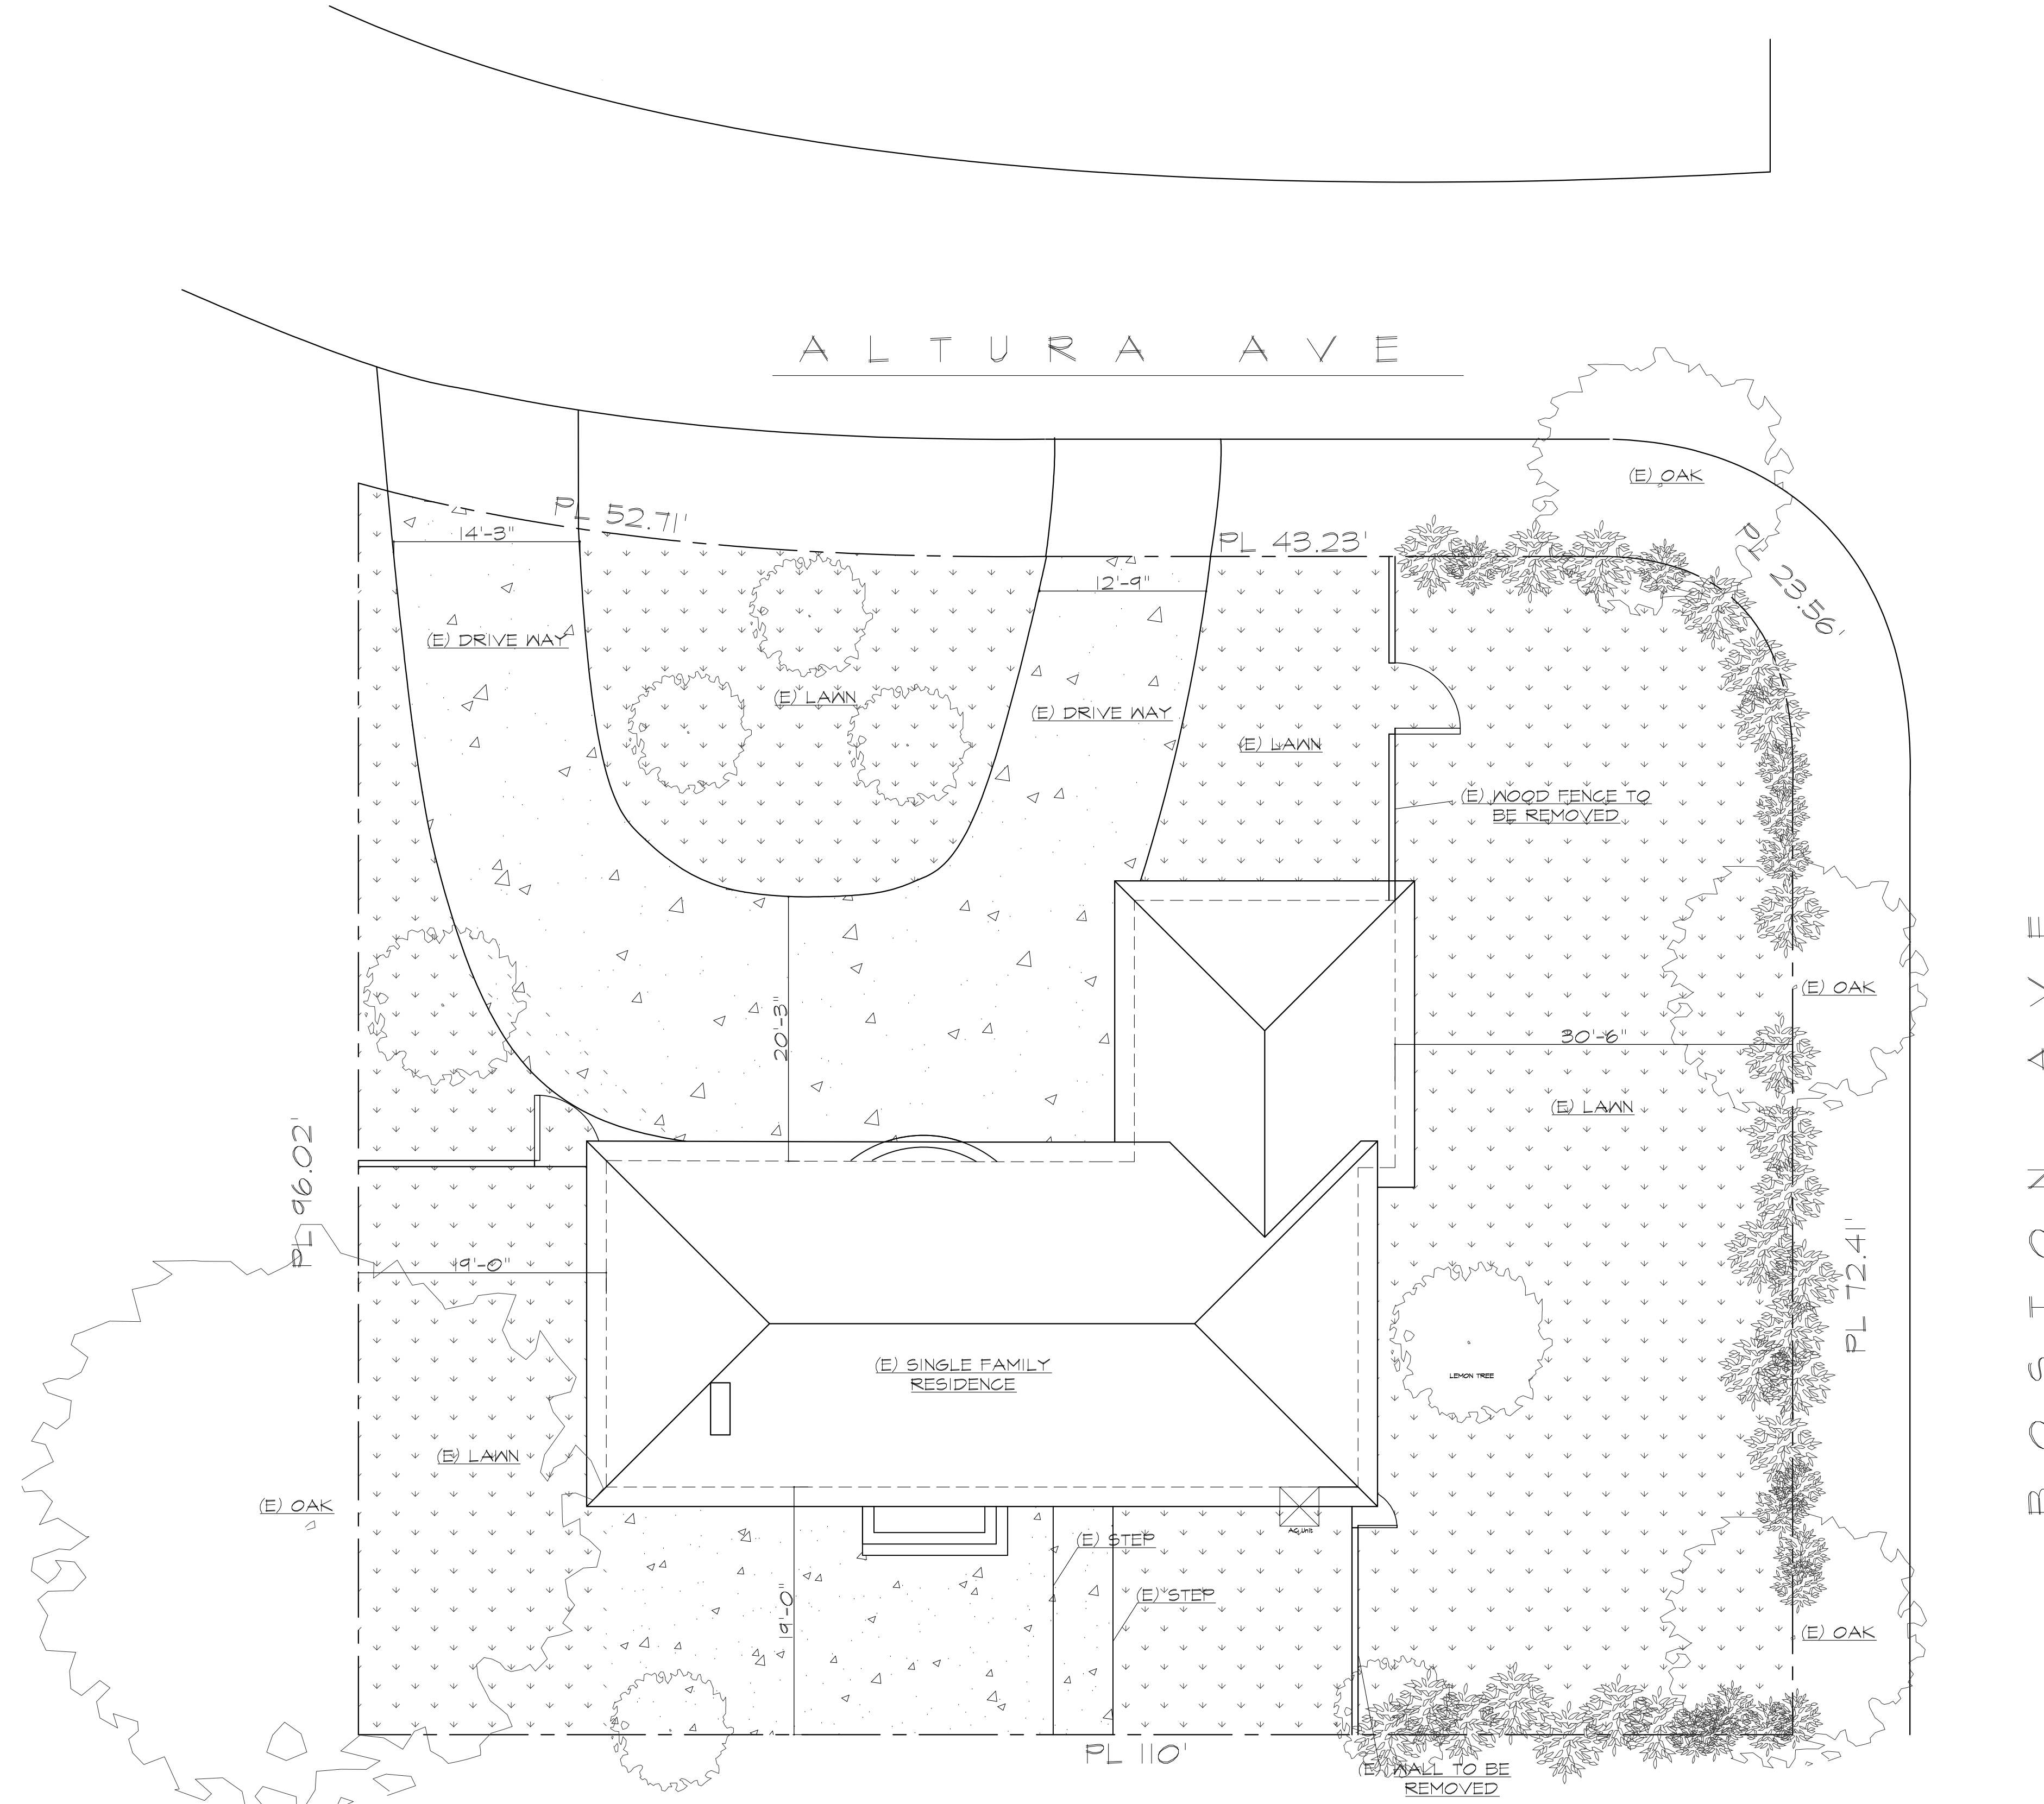 ALTURA AVE
(E) OAK
PL 52.71'
14'-3"
PL 43.23'
PL 23.56'
12'-9"
(E) DRIVE WAY
(E) LAWN
(E) DRIVE WAY
(E) LAWN
(E) WOOD FENCE TO
BE REMOVED
BOSTON AVE
(E) OAK
20'-3"
30'-6"
(E) LAWN
PL 96.02'
19'-0"
PL 72.41'
(E) SINGLE FAMILY
RESIDENCE
LEMON TREE
(E) LAWN
(E) OAK
AC Unit
(E) STEP
(E) STEP
19'-0"
(E) OAK
PL 110'
(E) WALL TO BE
REMOVED